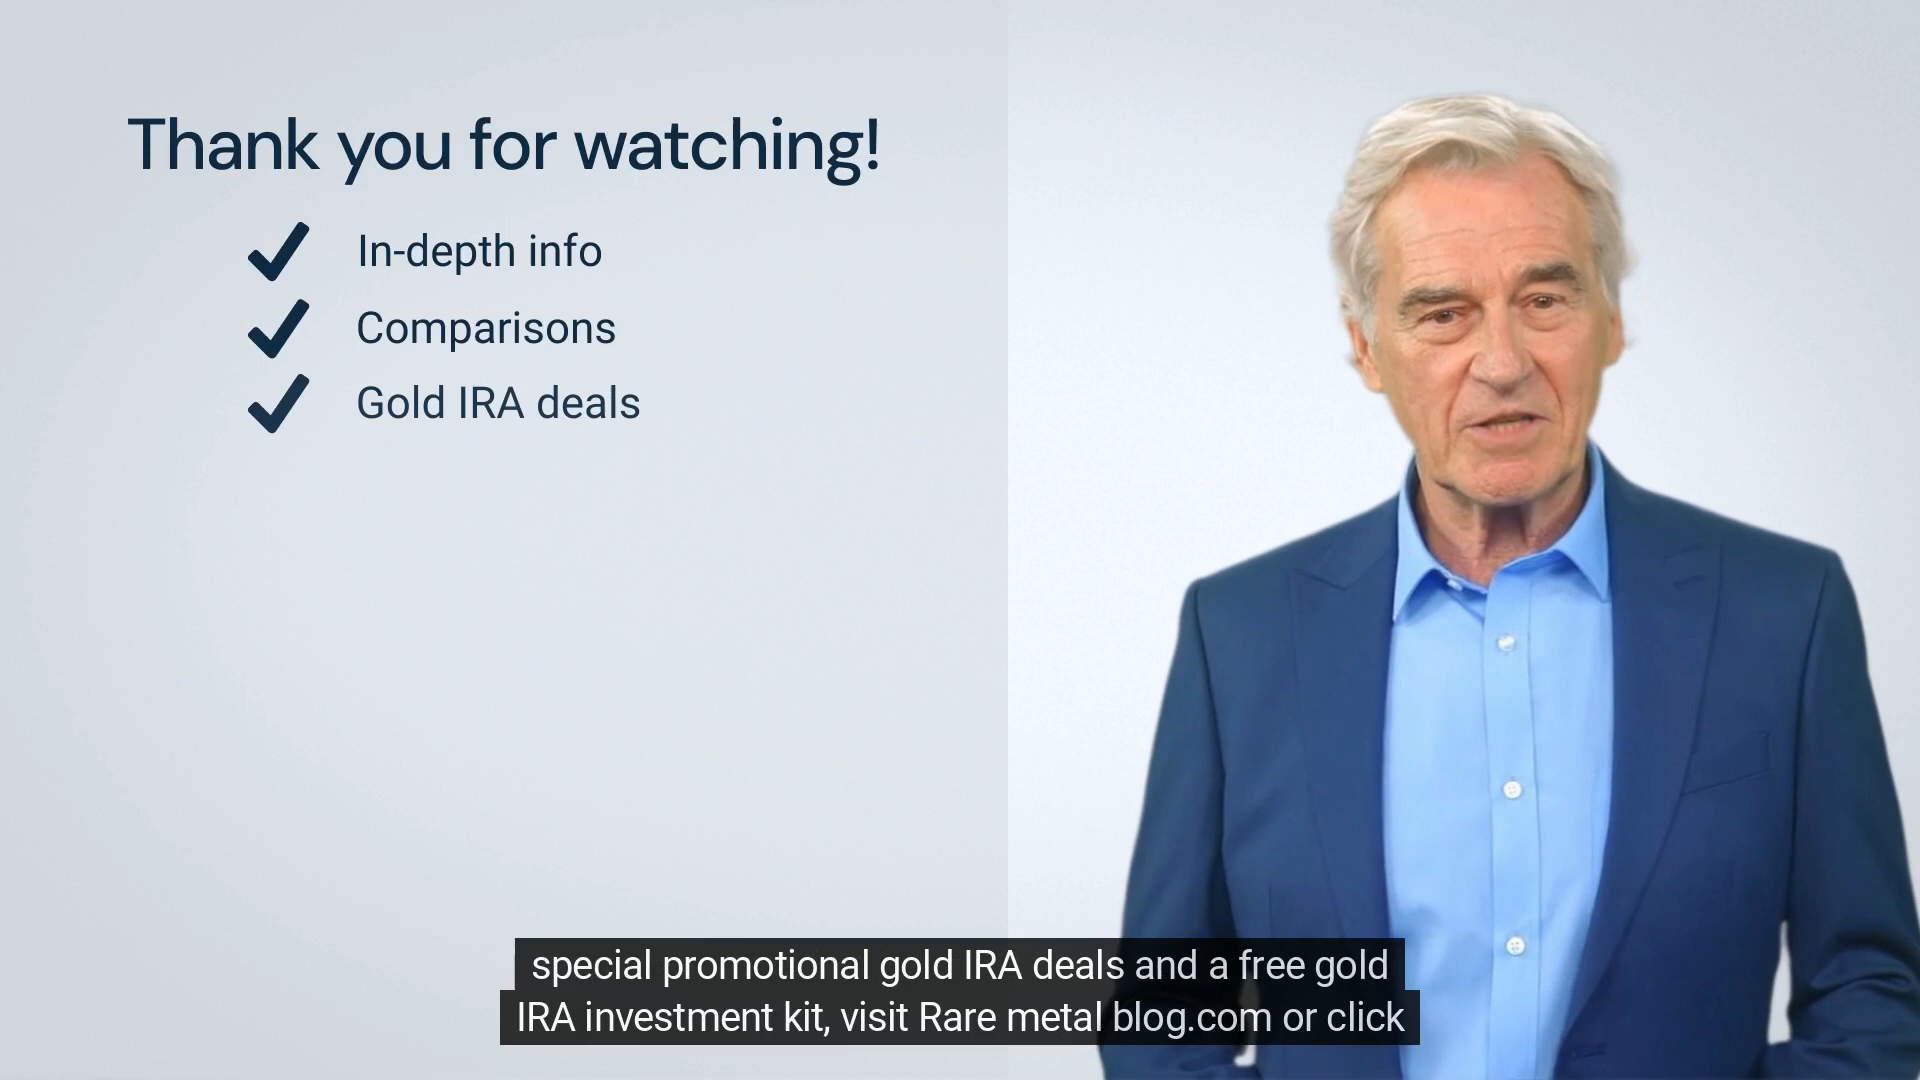 Thank you for watching!
In-depth info
Comparisons
Gold IRA deals
special promotional gold IRA deals and a free gold
IRA investment kit, visit Rare metal blog.com or click